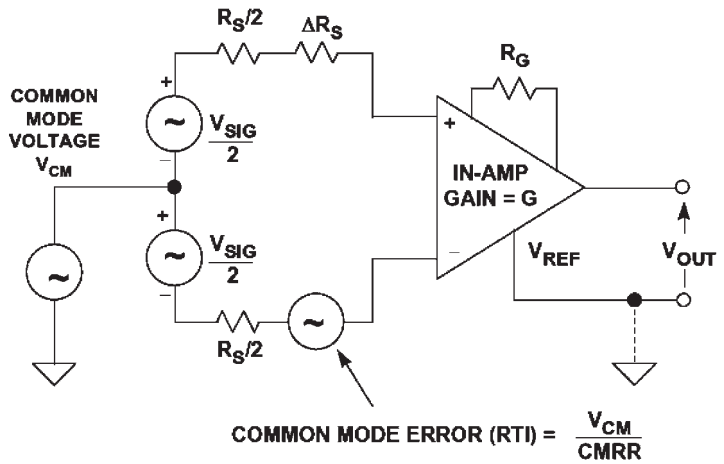 R_S/2 ΔR_S
R_G
COMMON
MODE
VOLTAGE
V_CM
+
~
V_SIG
2
–
+
IN-AMP
GAIN = G
+
~
V_SIG
2
–
–
~
V_REF
V_OUT
R_S/2
~
COMMON MODE ERROR (RTI) = V_CM
CMRR